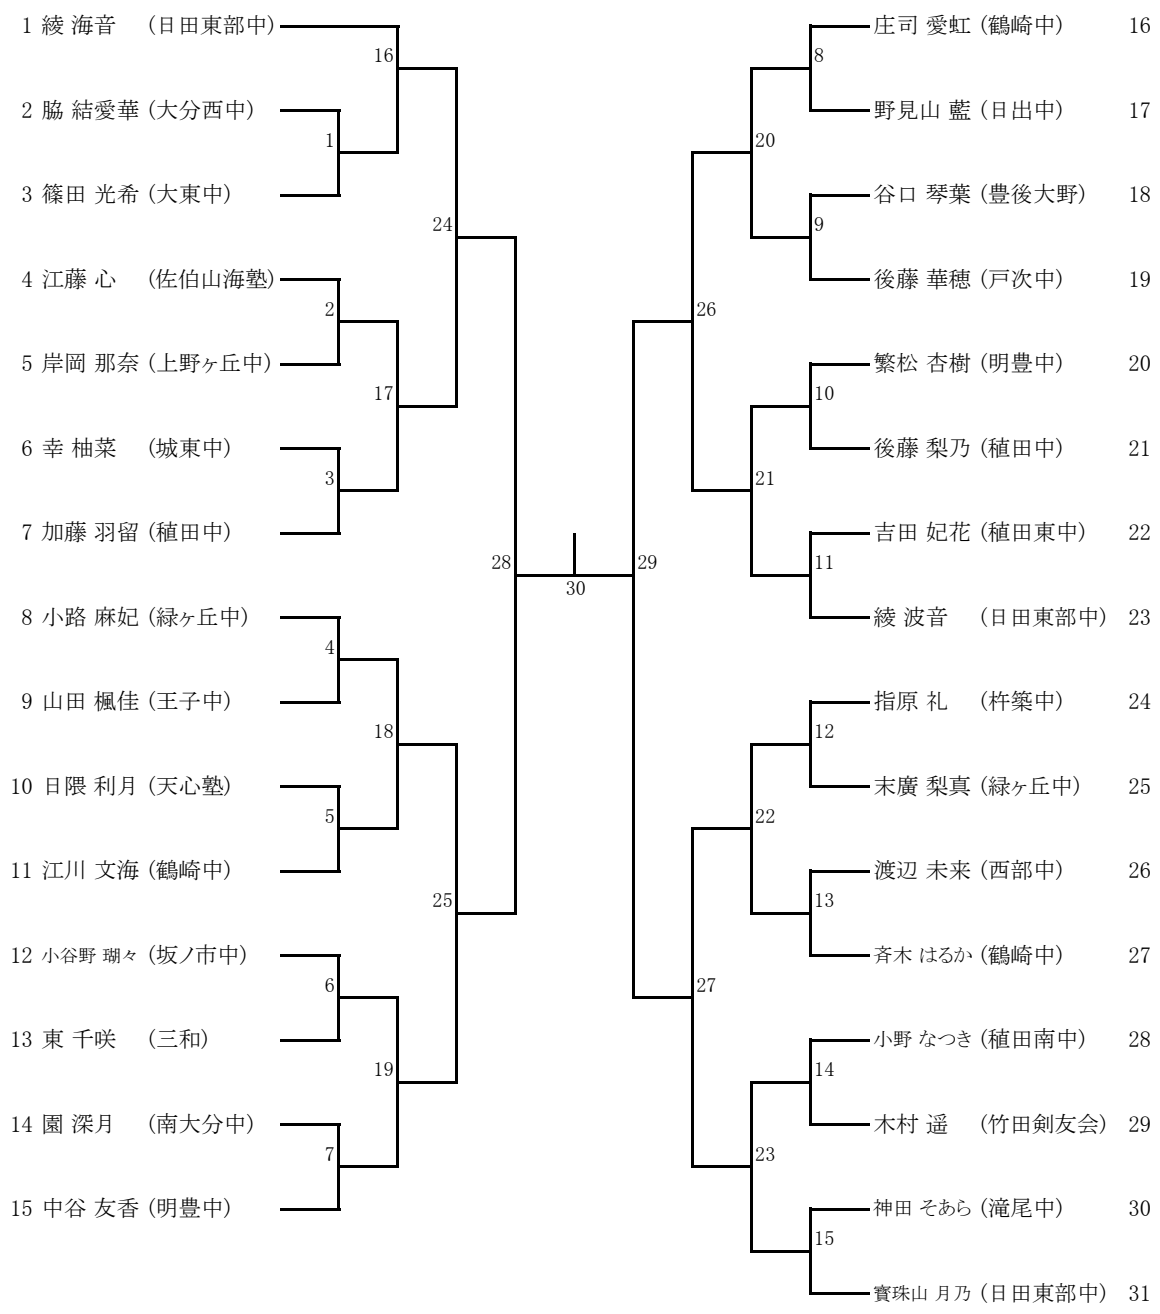 1 綾 海音 (日田東部中)
2 脇 結愛華 (大分西中)
3 篠田 光希 (大東中)
4 江藤 心 (佐伯山海塾)
5 岸岡 那奈 (上野ヶ丘中)
6 幸 柚菜 (城東中)
7 加藤 羽留 (稙田中)
8 小路 麻妃 (緑ヶ丘中)
9 山田 楓佳 (王子中)
10 日隈 利月 (天心塾)
11 江川 文海 (鶴崎中)
12 小谷野 瑚々 (坂ノ市中)
13 東 千咲 (三和)
14 園 深月 (南大分中)
15 中谷 友香 (明豊中)
1
2
3
4
5
6
7
16
17
18
19
24
25
28
30
29
26
27
20
21
22
23
8
9
10
11
12
13
14
15
庄司 愛虹 (鶴崎中) 16
野見山 藍 (日出中) 17
谷口 琴葉 (豊後大野) 18
後藤 華穂 (戸次中) 19
繁松 杏樹 (明豊中) 20
後藤 梨乃 (稙田中) 21
吉田 妃花 (稙田東中) 22
綾 波音 (日田東部中) 23
指原 礼 (杵築中) 24
末廣 梨真 (緑ヶ丘中) 25
渡辺 未来 (西部中) 26
斉木 はるか (鶴崎中) 27
小野 なつき (稙田南中) 28
木村 遥 (竹田剣友会) 29
神田 そあら (滝尾中) 30
寳珠山 月乃 (日田東部中) 31